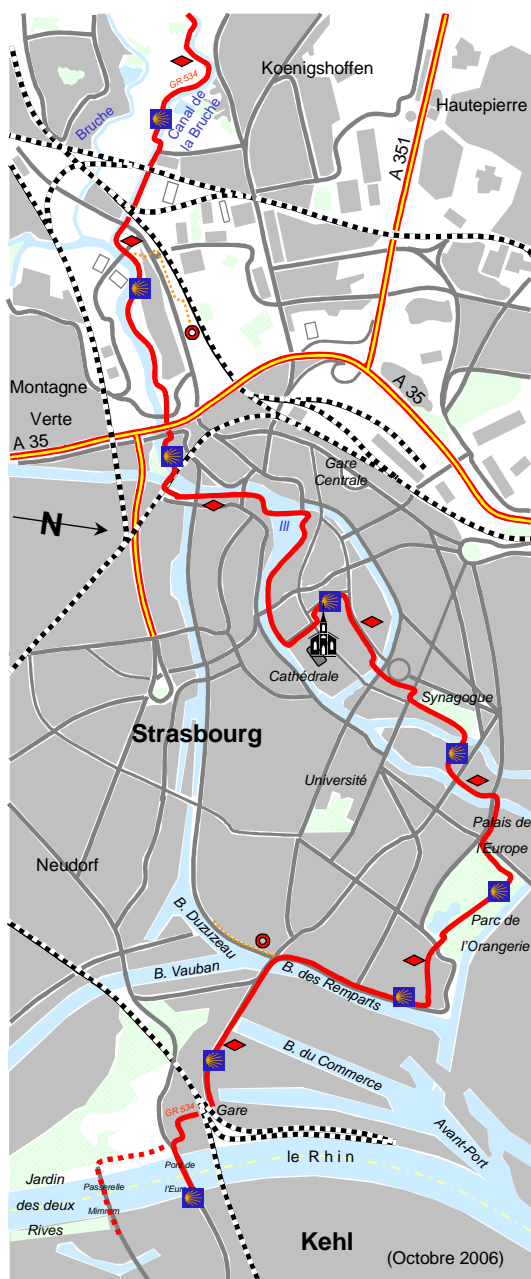 GR 534
Koenigshoffen
Canal de
la Bruche
Bruche
Hautepierre
A 351
Montagne
Verte
A 35
A 35
Gare
Centrale
N
Ill
Cathédrale
Synagogue
Strasbourg
Université
Palais de
l'Europe
Neudorf
B. Duzuzeau
Parc de
l'Orangerie
B. Vauban
B. des Remparts
B. du Commerce
GR 534
Gare
Avant-Port
le Rhin
Jardin
des deux
Rives
Passerelle
Mimram
Pont de
l'Europe
Kehl
(Octobre 2006)